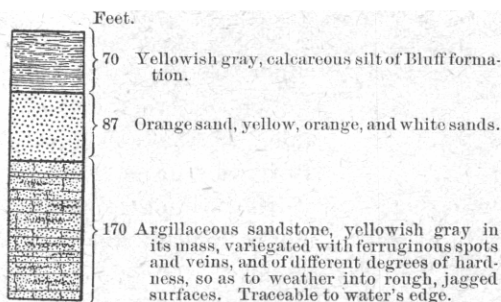 Feet.
70 Yellowish gray, calcareous silt of Bluff forma-
tion.
87 Orange sand, yellow, orange, and white sands.
170 Argillaceous sandstone, yellowish gray in
its mass, variegated with ferruginous spots
and veins, and of different degrees of hard-
ness, so as to weather into rough, jagged
surfaces. Traceable to water's edge.